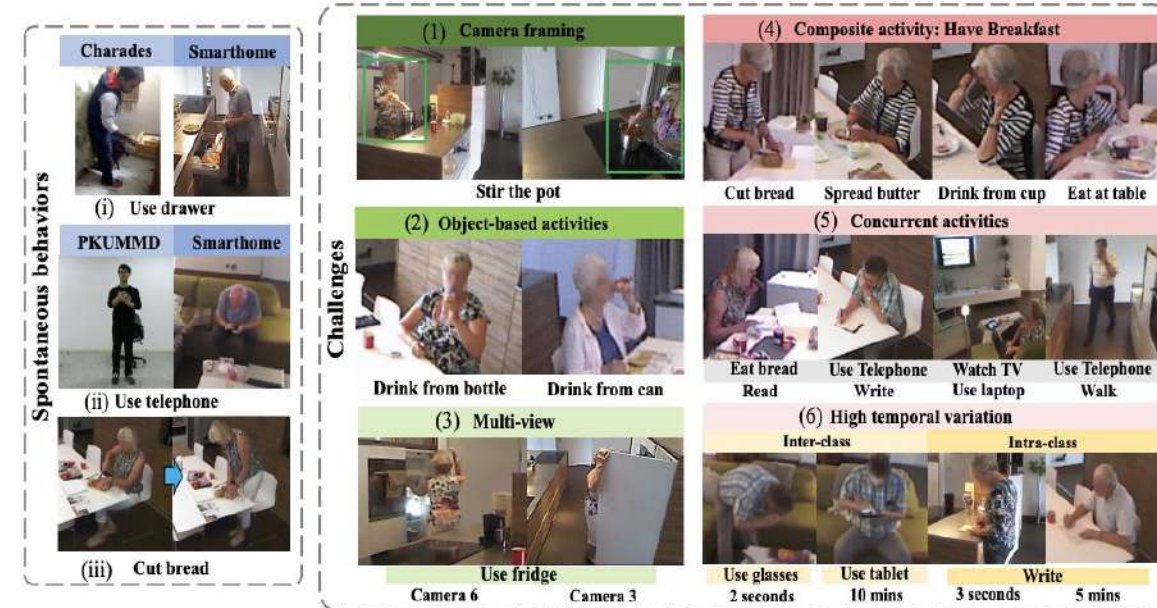 Spontaneous behaviors
Charades Smarthome
(i) Use drawer
PKUMMD Smarthome
(ii) Use telephone
(iii) Cut bread
Challenges
(1) Camera framing
Stir the pot
(2) Object-based activities
Drink from bottle Drink from can
(3) Multi-view
Use fridge
Camera 6 Camera 3
(4) Composite activity: Have Breakfast
Cut bread Spread butter Drink from cup Eat at table
(5) Concurrent activities
Eat bread Use Telephone Watch TV Use Telephone
Read Write Use laptop Walk
(6) High temporal variation
Inter-class Intra-class
Use glasses Use tablet Write
2 seconds 10 mins 3 seconds 5 mins